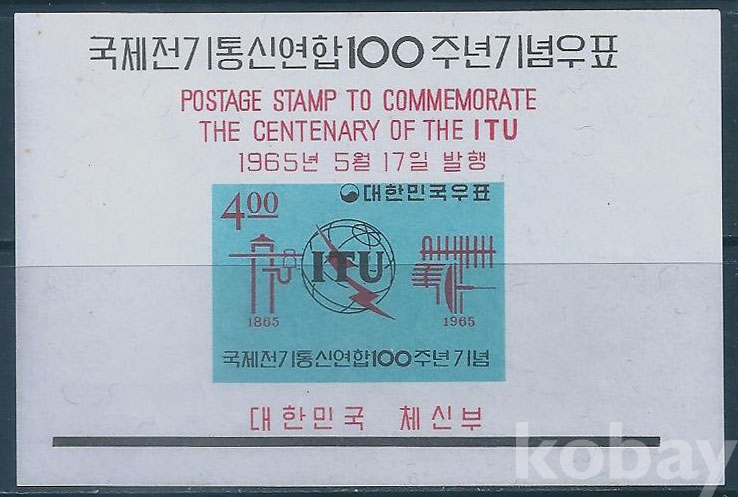 국제전기통신연합100주년기념우표
POSTAGE STAMP TO COMMEMORATE
THE CENTENARY OF THE ITU
1965년 5월 17일 발행
4.00
대한민국우표
ITU
1865
1965
국제전기통신연합100주년기념
대한민국 체신부
kobay